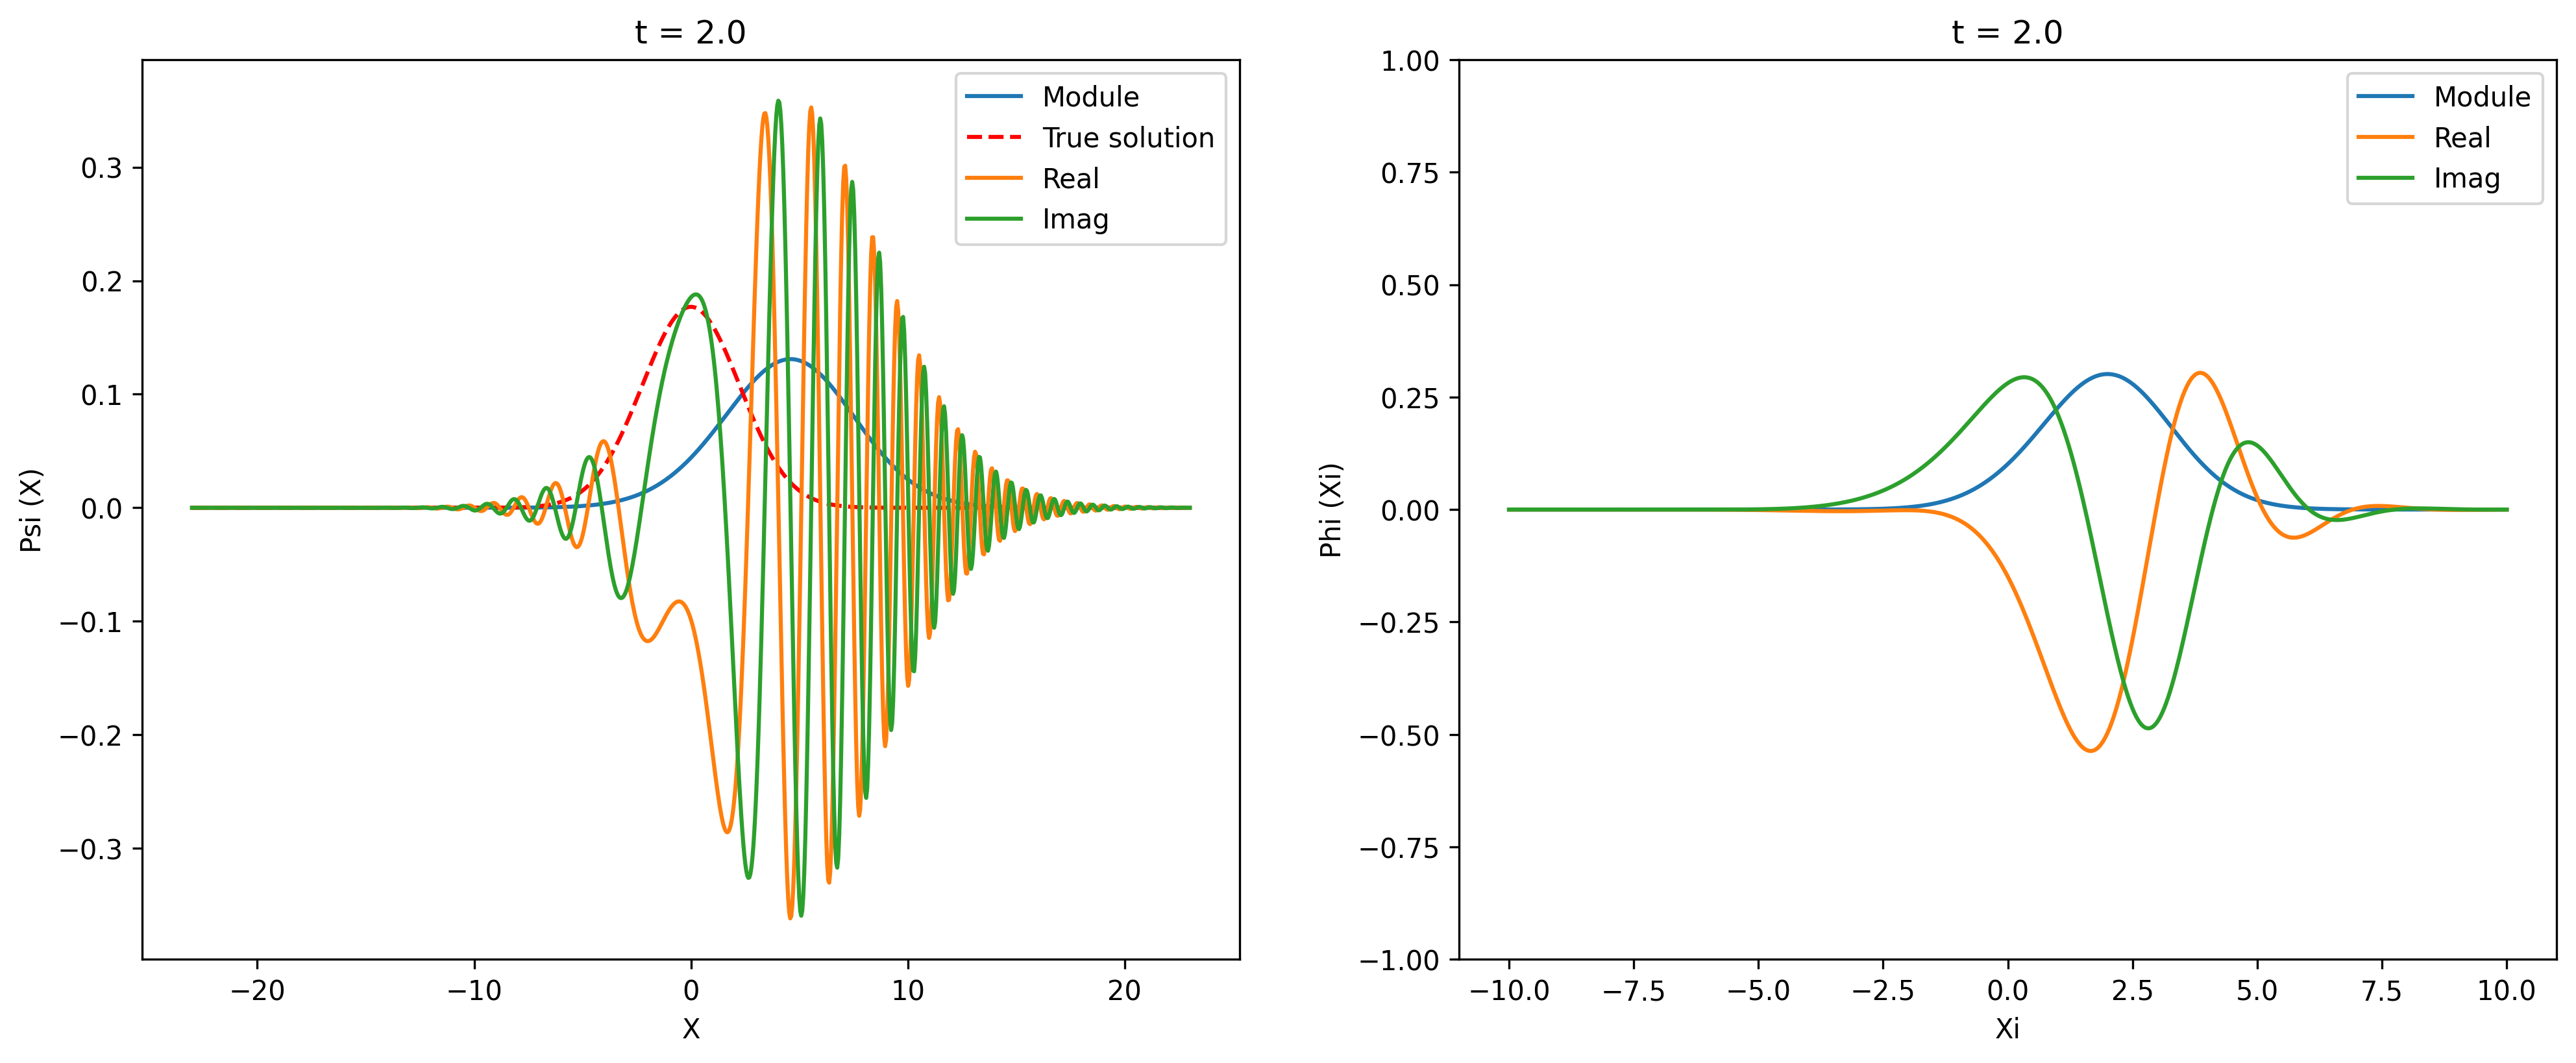 t = 2.0
Module
True solution
Real
Imag
0.3
0.2
0.1
0.0
−0.1
−0.2
−0.3
Psi (X)
−20
−10
0
10
20
X
t = 2.0
Module
Real
Imag
1.00
0.75
0.50
0.25
0.00
−0.25
−0.50
−0.75
−1.00
Phi (Xi)
−10.0
−7.5
−5.0
−2.5
0.0
2.5
5.0
7.5
10.0
Xi